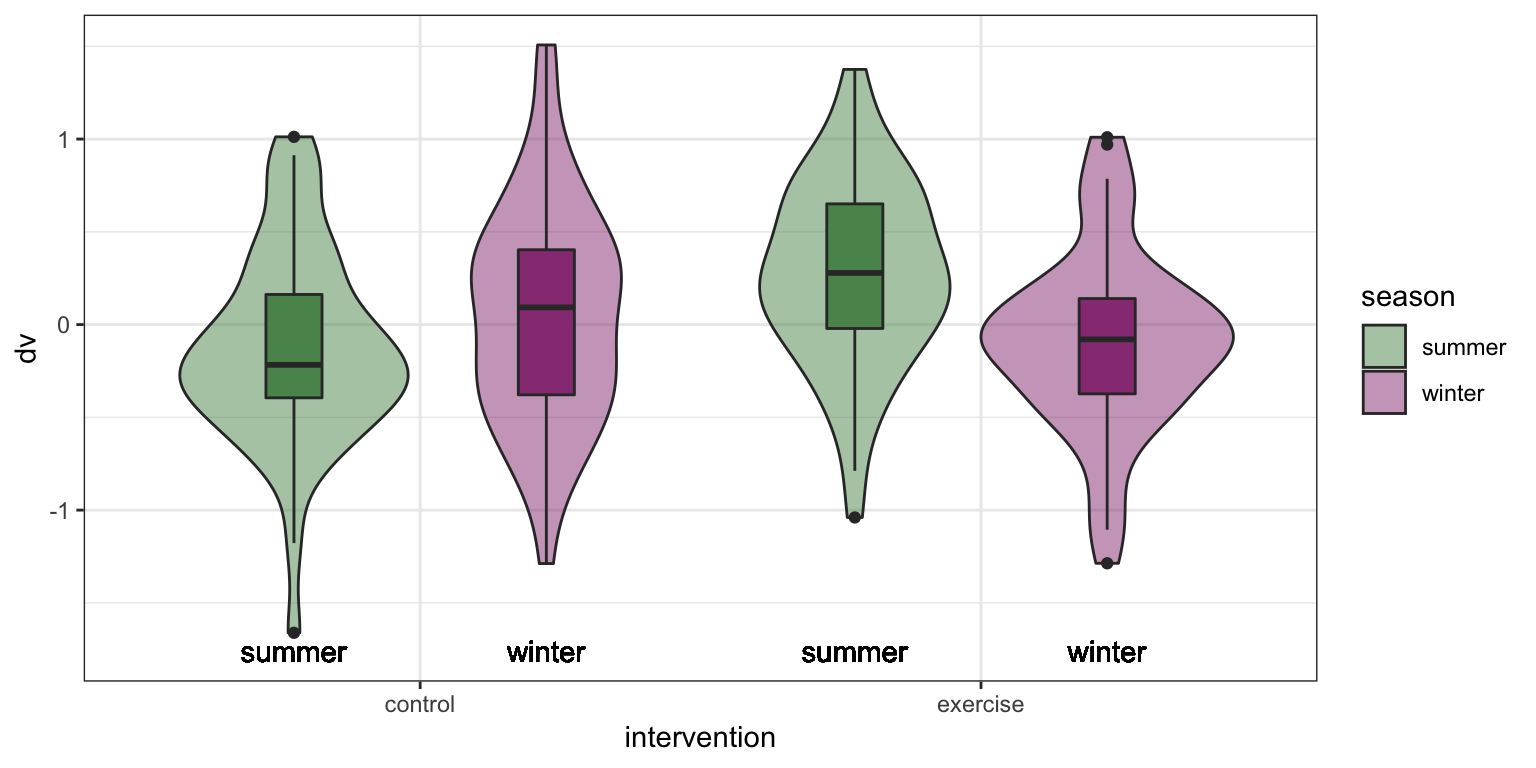 dv
1
0
-1
summer winter summer winter
control exercise
intervention
season
summer
winter